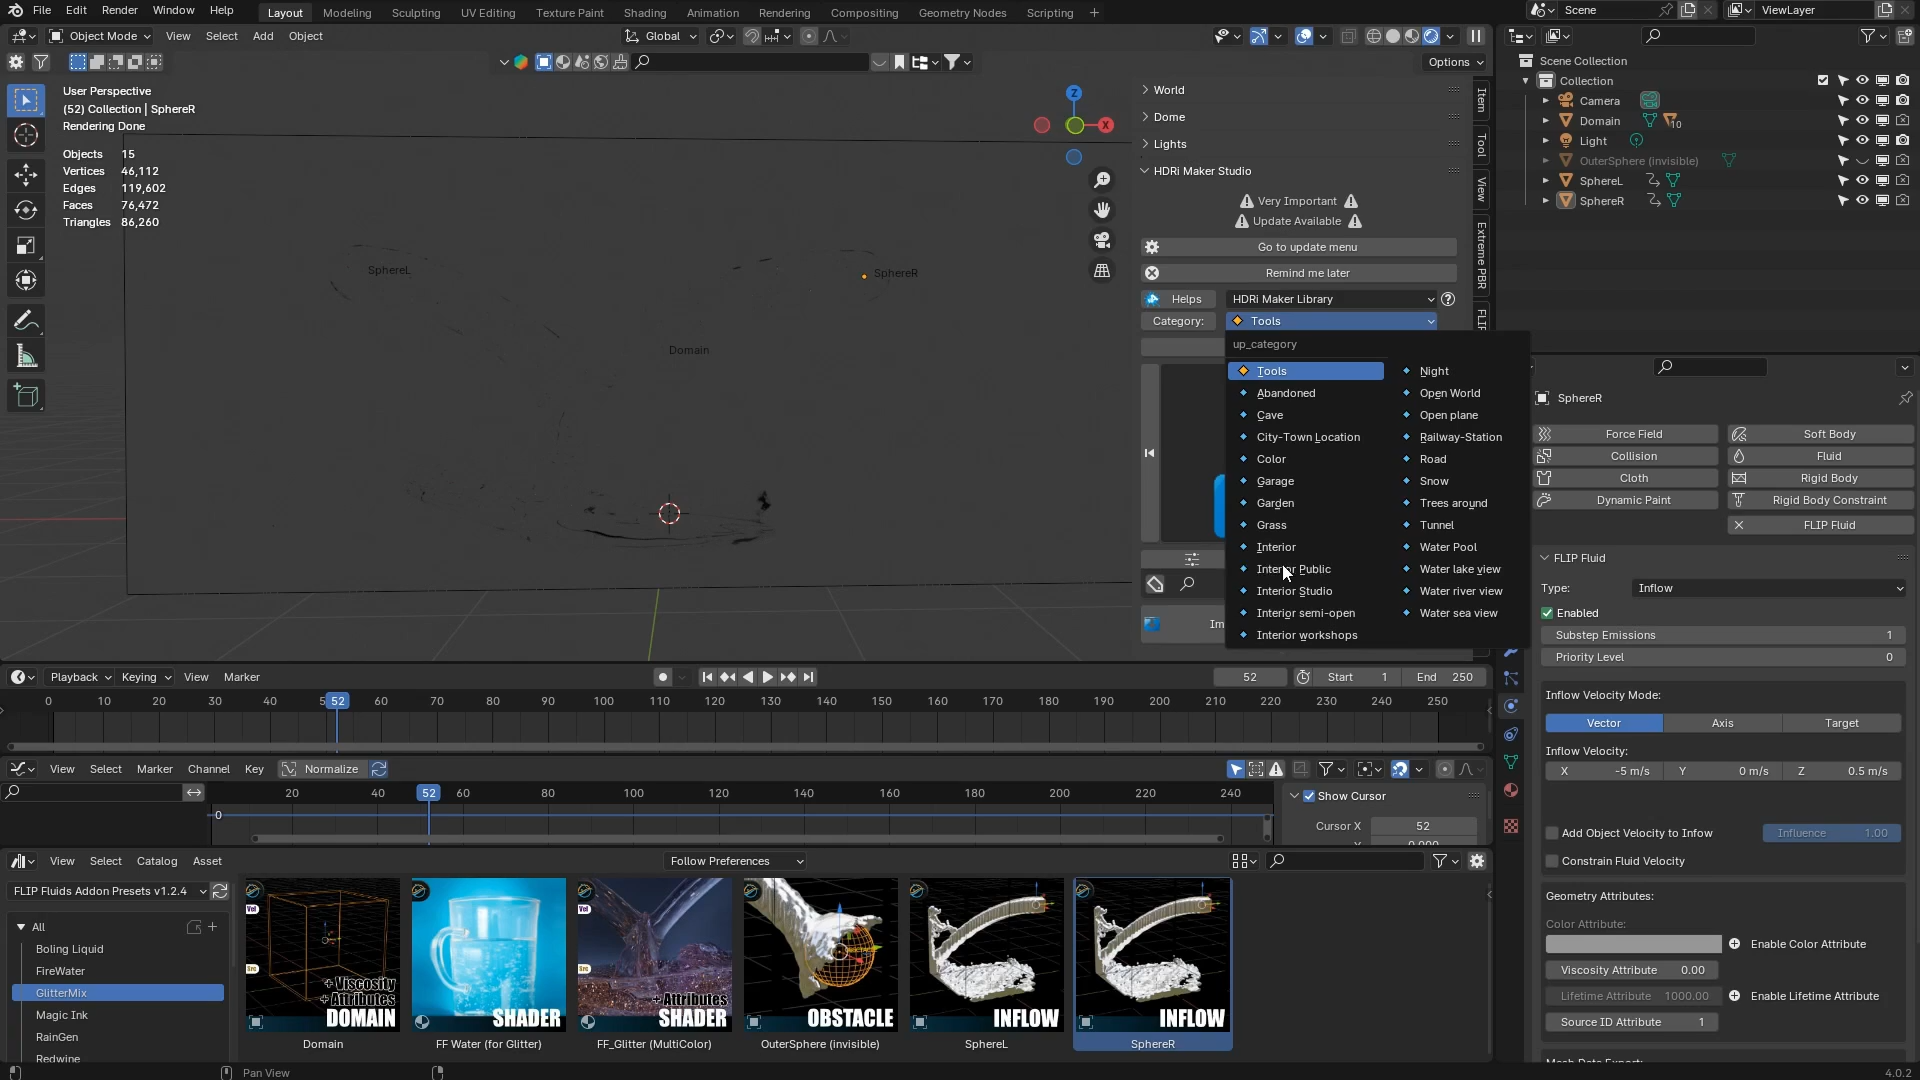 File Edit Render Window Help Layout Modeling Sculpting UV Editing Texture Paint Shading Animation Rendering Compositing Geometry Nodes Scripting + Scene ViewLayer
Object Mode View Select Add Object Global
Options
User Perspective
(52) Collection | SphereR
Rendering Done
Objects 15
Vertices 46,112
Edges 119,602
Faces 76,472
Triangles 86,260
Z
X
SphereL
SphereR
Domain
World
Dome
Lights
HDRi Maker Studio
Very Important
Update Available
Go to update menu
Remind me later
Helps HDRi Maker Library
Category: Tools
up_category
Tools
Abandoned
Cave
City-Town Location
Color
Garage
Garden
Grass
Interior
Interior Public
Interior Studio
Interior semi-open
Interior workshops
Night
Open World
Open plane
Railway-Station
Road
Snow
Trees around
Tunnel
Water Pool
Water lake view
Water river view
Water sea view
Im
Item
Tool
View
Extreme PBR
FLIP
Scene Collection
Collection
Camera
Domain 10
Light
OuterSphere (invisible)
SphereL
SphereR
SphereR
Force Field Soft Body
Collision Fluid
Cloth Rigid Body
Dynamic Paint Rigid Body Constraint
FLIP Fluid
FLIP Fluid
Type: Inflow
Enabled
Substep Emissions 1
Priority Level 0
Inflow Velocity Mode:
Vector Axis Target
Inflow Velocity:
X -5 m/s Y 0 m/s Z 0.5 m/s
Add Object Velocity to Infow Influence 1.00
Constrain Fluid Velocity
Geometry Attributes:
Color Attribute:
Enable Color Attribute
Viscosity Attribute 0.00
Lifetime Attribute 1000.00 Enable Lifetime Attribute
Source ID Attribute 1
Mesh Data Export:
Playback Keying View Marker 52 Start 1 End 250
0 10 20 30 40 52 60 70 80 90 100 110 120 130 140 150 160 170 180 190 200 210 220 230 240 250
View Select Marker Channel Key Normalize
20 40 52 60 80 100 120 140 160 180 200 220 240
0
Show Cursor
Cursor X 52
View Select Catalog Asset Follow Preferences
FLIP Fluids Addon Presets v1.2.4
All
Boling Liquid
FireWater
GlitterMix
Magic Ink
RainGen
Redwine
+ Viscosity
+ Attributes
DOMAIN
Domain
SHADER
FF Water (for Glitter)
+Attributes
SHADER
FF_Glitter (MultiColor)
OBSTACLE
OuterSphere (invisible)
INFLOW
SphereL
INFLOW
SphereR
Pan View
4.0.2